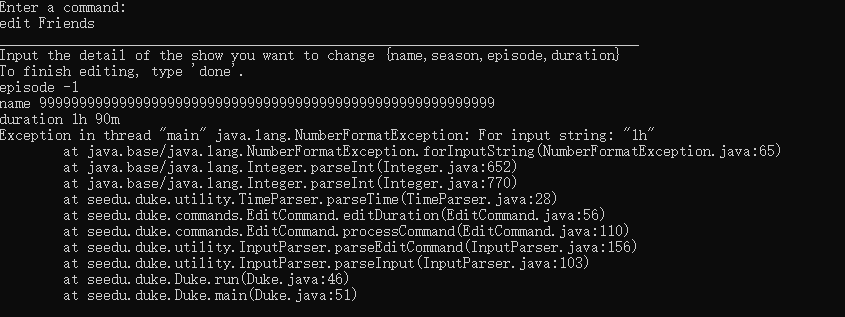 Enter a command:
edit Friends
________________________________________________________________________________
Input the detail of the show you want to change {name,season,episode,duration}
To finish editing, type 'done'.
episode -1
name 99999999999999999999999999999999999999999999999999999999
duration 1h 90m
Exception in thread "main" java.lang.NumberFormatException: For input string: "1h"
at java.base/java.lang.NumberFormatException.forInputString(NumberFormatException.java:65)
at java.base/java.lang.Integer.parseInt(Integer.java:652)
at java.base/java.lang.Integer.parseInt(Integer.java:770)
at seedu.duke.utility.TimeParser.parseTime(TimeParser.java:28)
at seedu.duke.commands.EditCommand.editDuration(EditCommand.java:56)
at seedu.duke.commands.EditCommand.processCommand(EditCommand.java:110)
at seedu.duke.utility.InputParser.parseEditCommand(InputParser.java:156)
at seedu.duke.utility.InputParser.parseInput(InputParser.java:103)
at seedu.duke.Duke.run(Duke.java:46)
at seedu.duke.Duke.main(Duke.java:51)